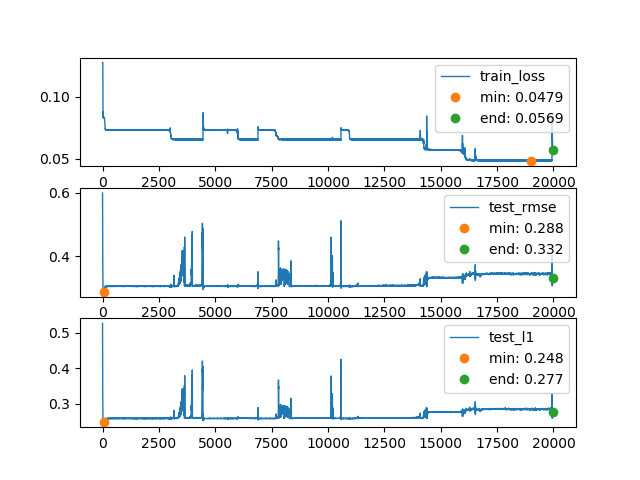 train_loss
min: 0.0479
end: 0.0569
0.10
0.05
0 2500 5000 7500 10000 12500 15000 17500 20000
test_rmse
min: 0.288
end: 0.332
0.6
0.4
0 2500 5000 7500 10000 12500 15000 17500 20000
test_l1
min: 0.248
end: 0.277
0.5
0.4
0.3
0 2500 5000 7500 10000 12500 15000 17500 20000